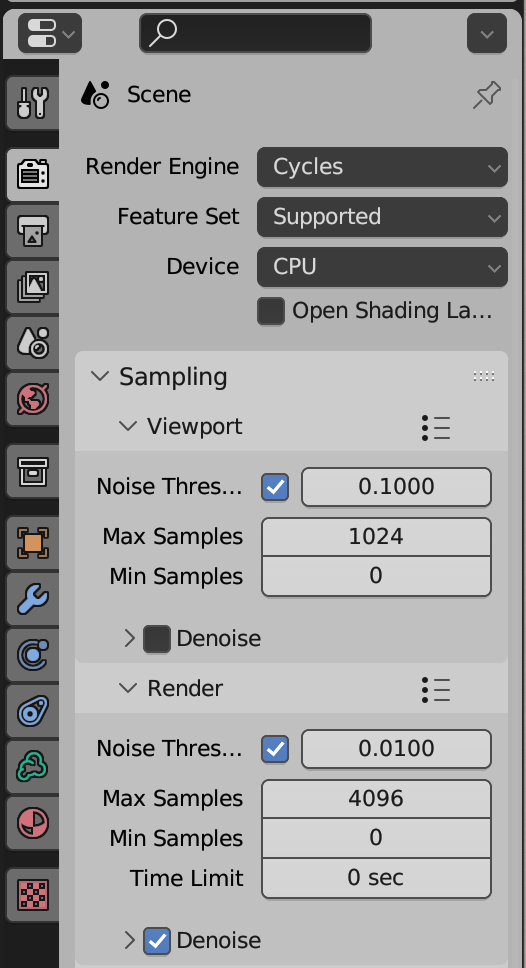 Scene
Render Engine Cycles
Feature Set Supported
Device CPU
Open Shading La...
Sampling
Viewport
Noise Thres... 0.1000
Max Samples 1024
Min Samples 0
Denoise
Render
Noise Thres... 0.0100
Max Samples 4096
Min Samples 0
Time Limit 0 sec
Denoise